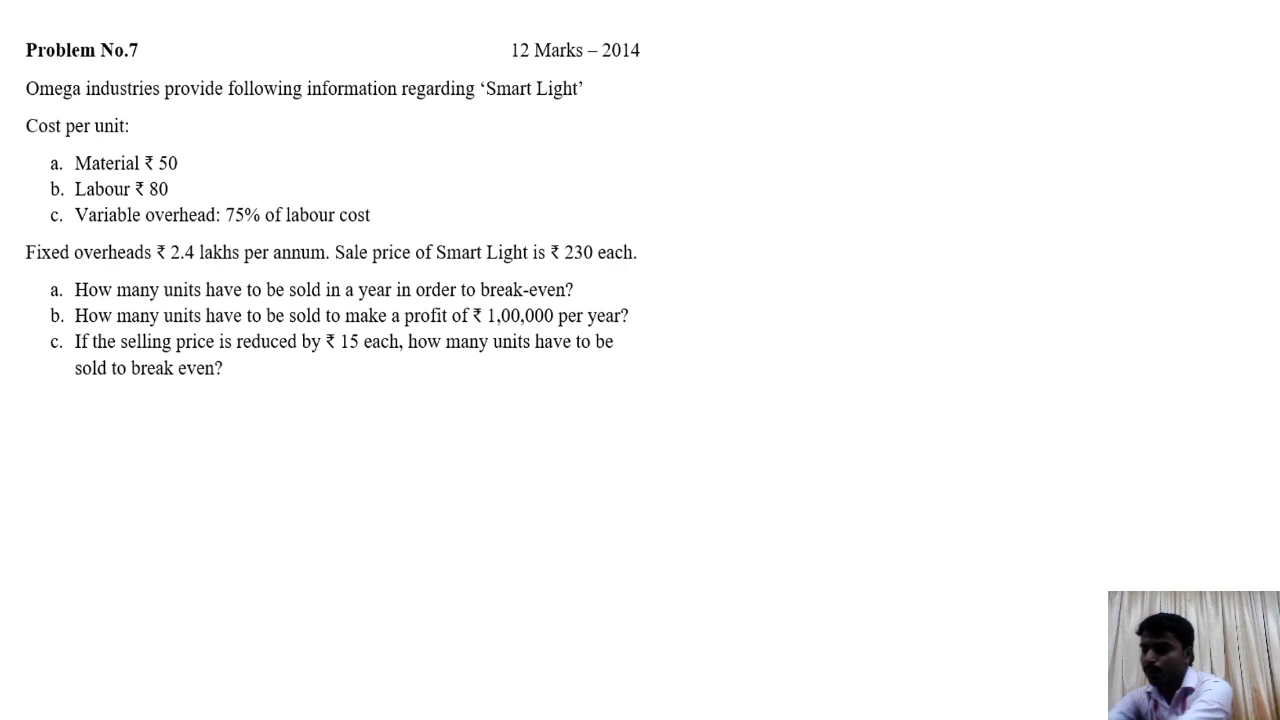 Problem No.7 12 Marks – 2014
Omega industries provide following information regarding ‘Smart Light’
Cost per unit:
a. Material ₹ 50
b. Labour ₹ 80
c. Variable overhead: 75% of labour cost
Fixed overheads ₹ 2.4 lakhs per annum. Sale price of Smart Light is ₹ 230 each.
a. How many units have to be sold in a year in order to break-even?
b. How many units have to be sold to make a profit of ₹ 1,00,000 per year?
c. If the selling price is reduced by ₹ 15 each, how many units have to be
sold to break even?